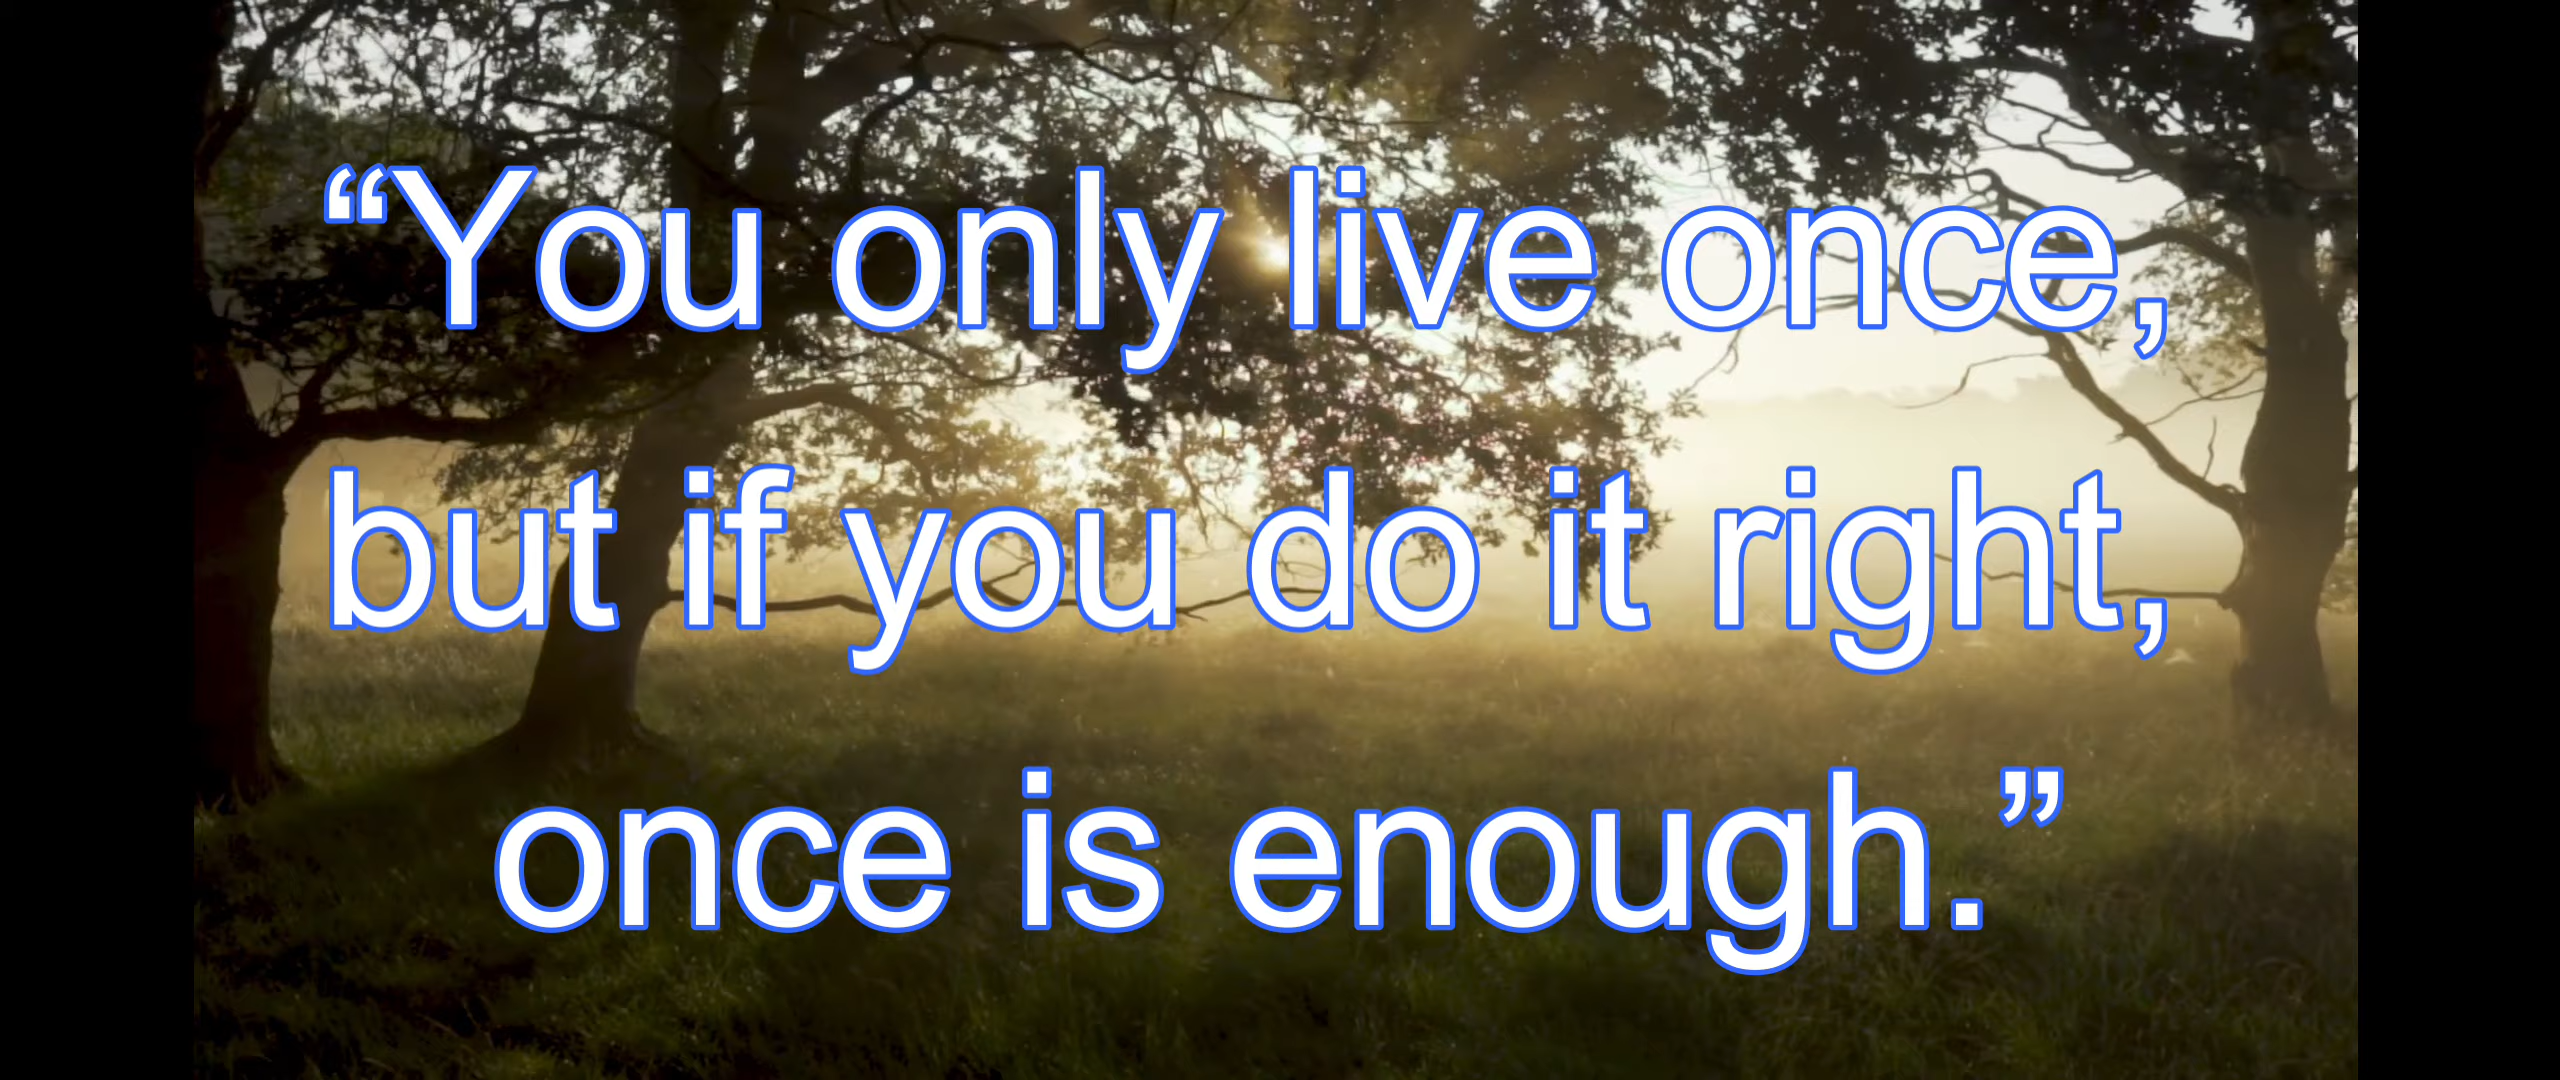 “You only live once,
but if you do it right,
once is enough.”